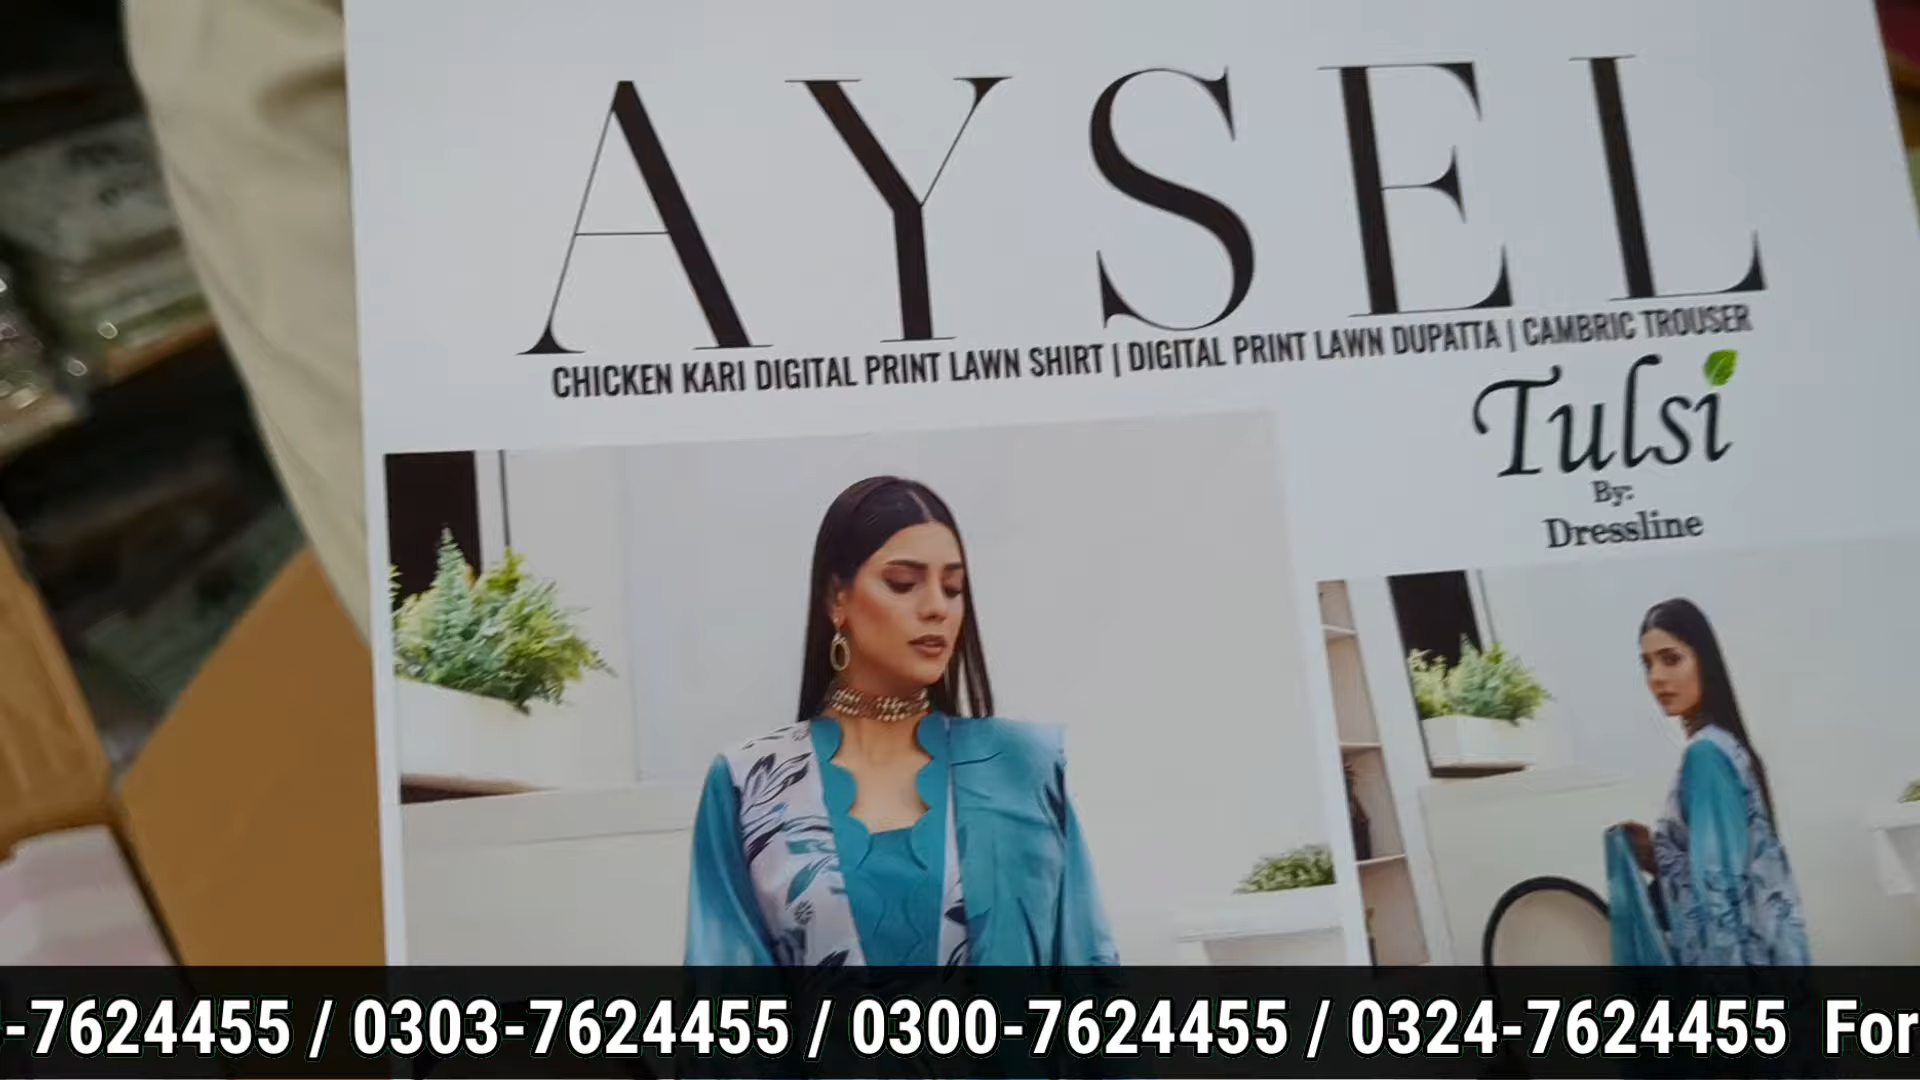 AYSEL
CHICKEN KARI DIGITAL PRINT LAWN SHIRT | DIGITAL PRINT LAWN DUPATTA | CAMBRIC TROUSER
Tulsi
By:
Dressline
-7624455 / 0303-7624455 / 0300-7624455 / 0324-7624455 For